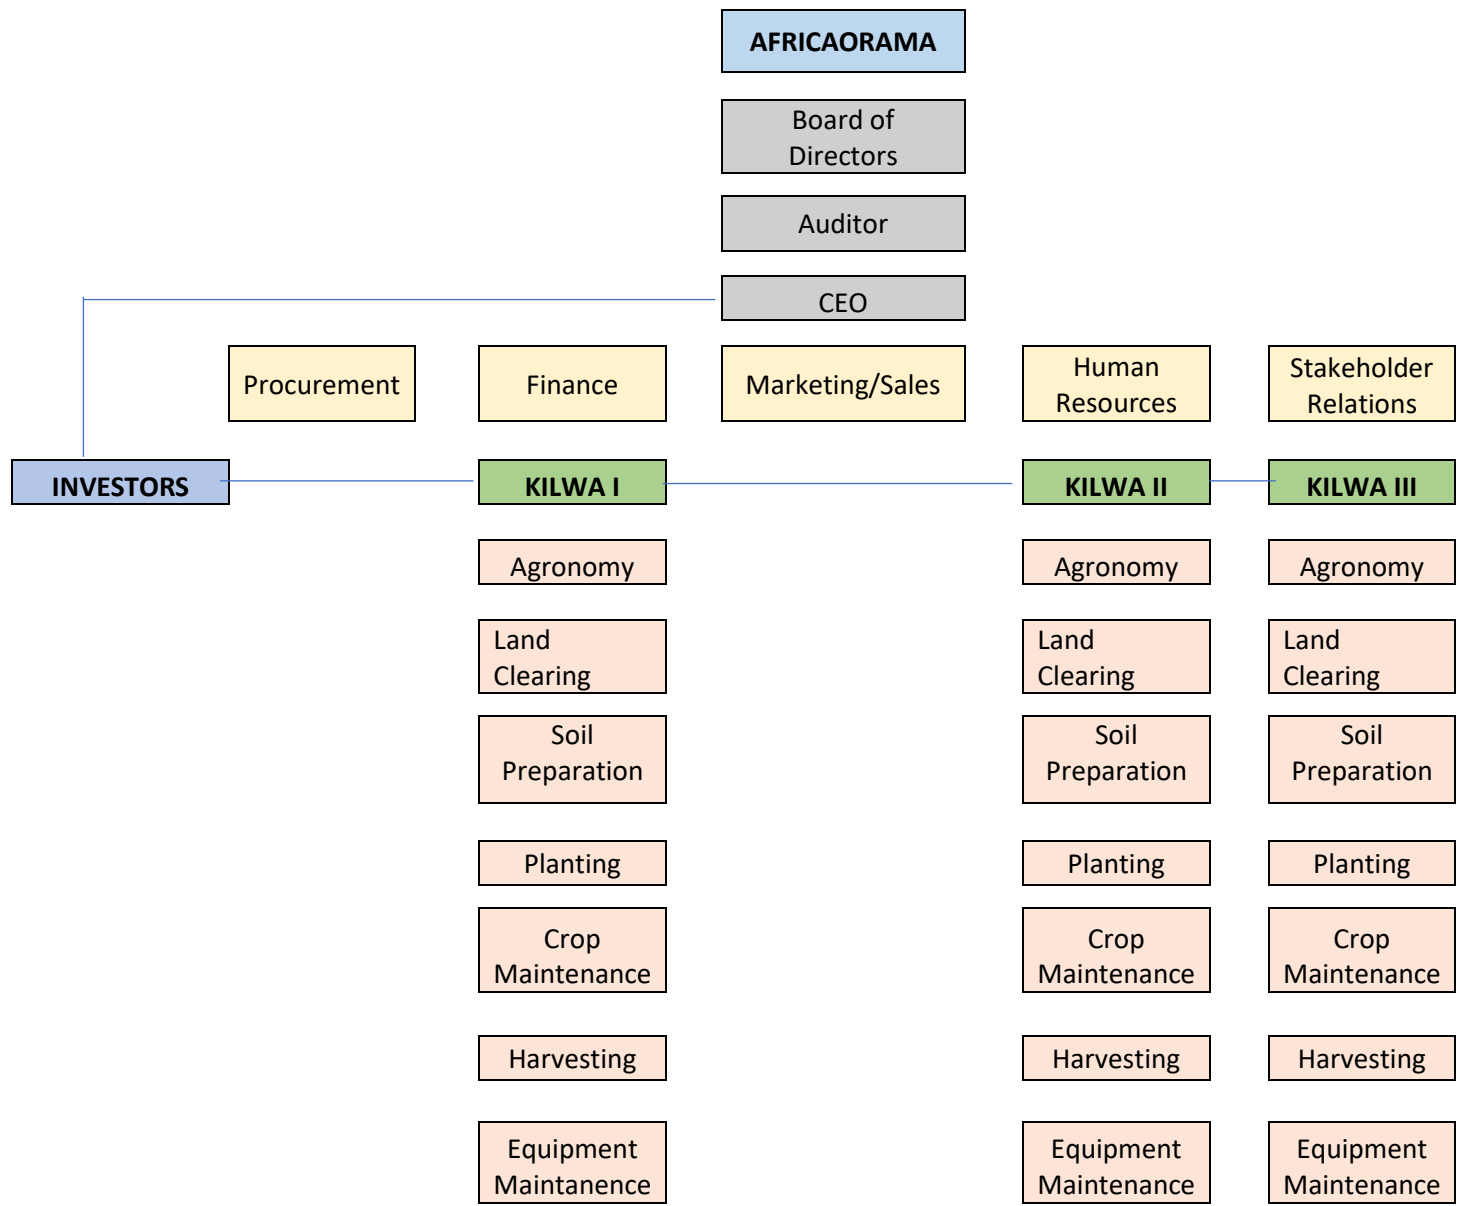 AFRICAORAMA
Board of
Directors
Auditor
CEO
Procurement
Finance
Marketing/Sales
Human
Resources
Stakeholder
Relations
INVESTORS
KILWA I
KILWA II
KILWA III
Agronomy
Agronomy
Agronomy
Land
Clearing
Land
Clearing
Land
Clearing
Soil
Preparation
Soil
Preparation
Soil
Preparation
Planting
Planting
Planting
Crop
Maintenance
Crop
Maintenance
Crop
Maintenance
Harvesting
Harvesting
Harvesting
Equipment
Maintanence
Equipment
Maintenance
Equipment
Maintenance